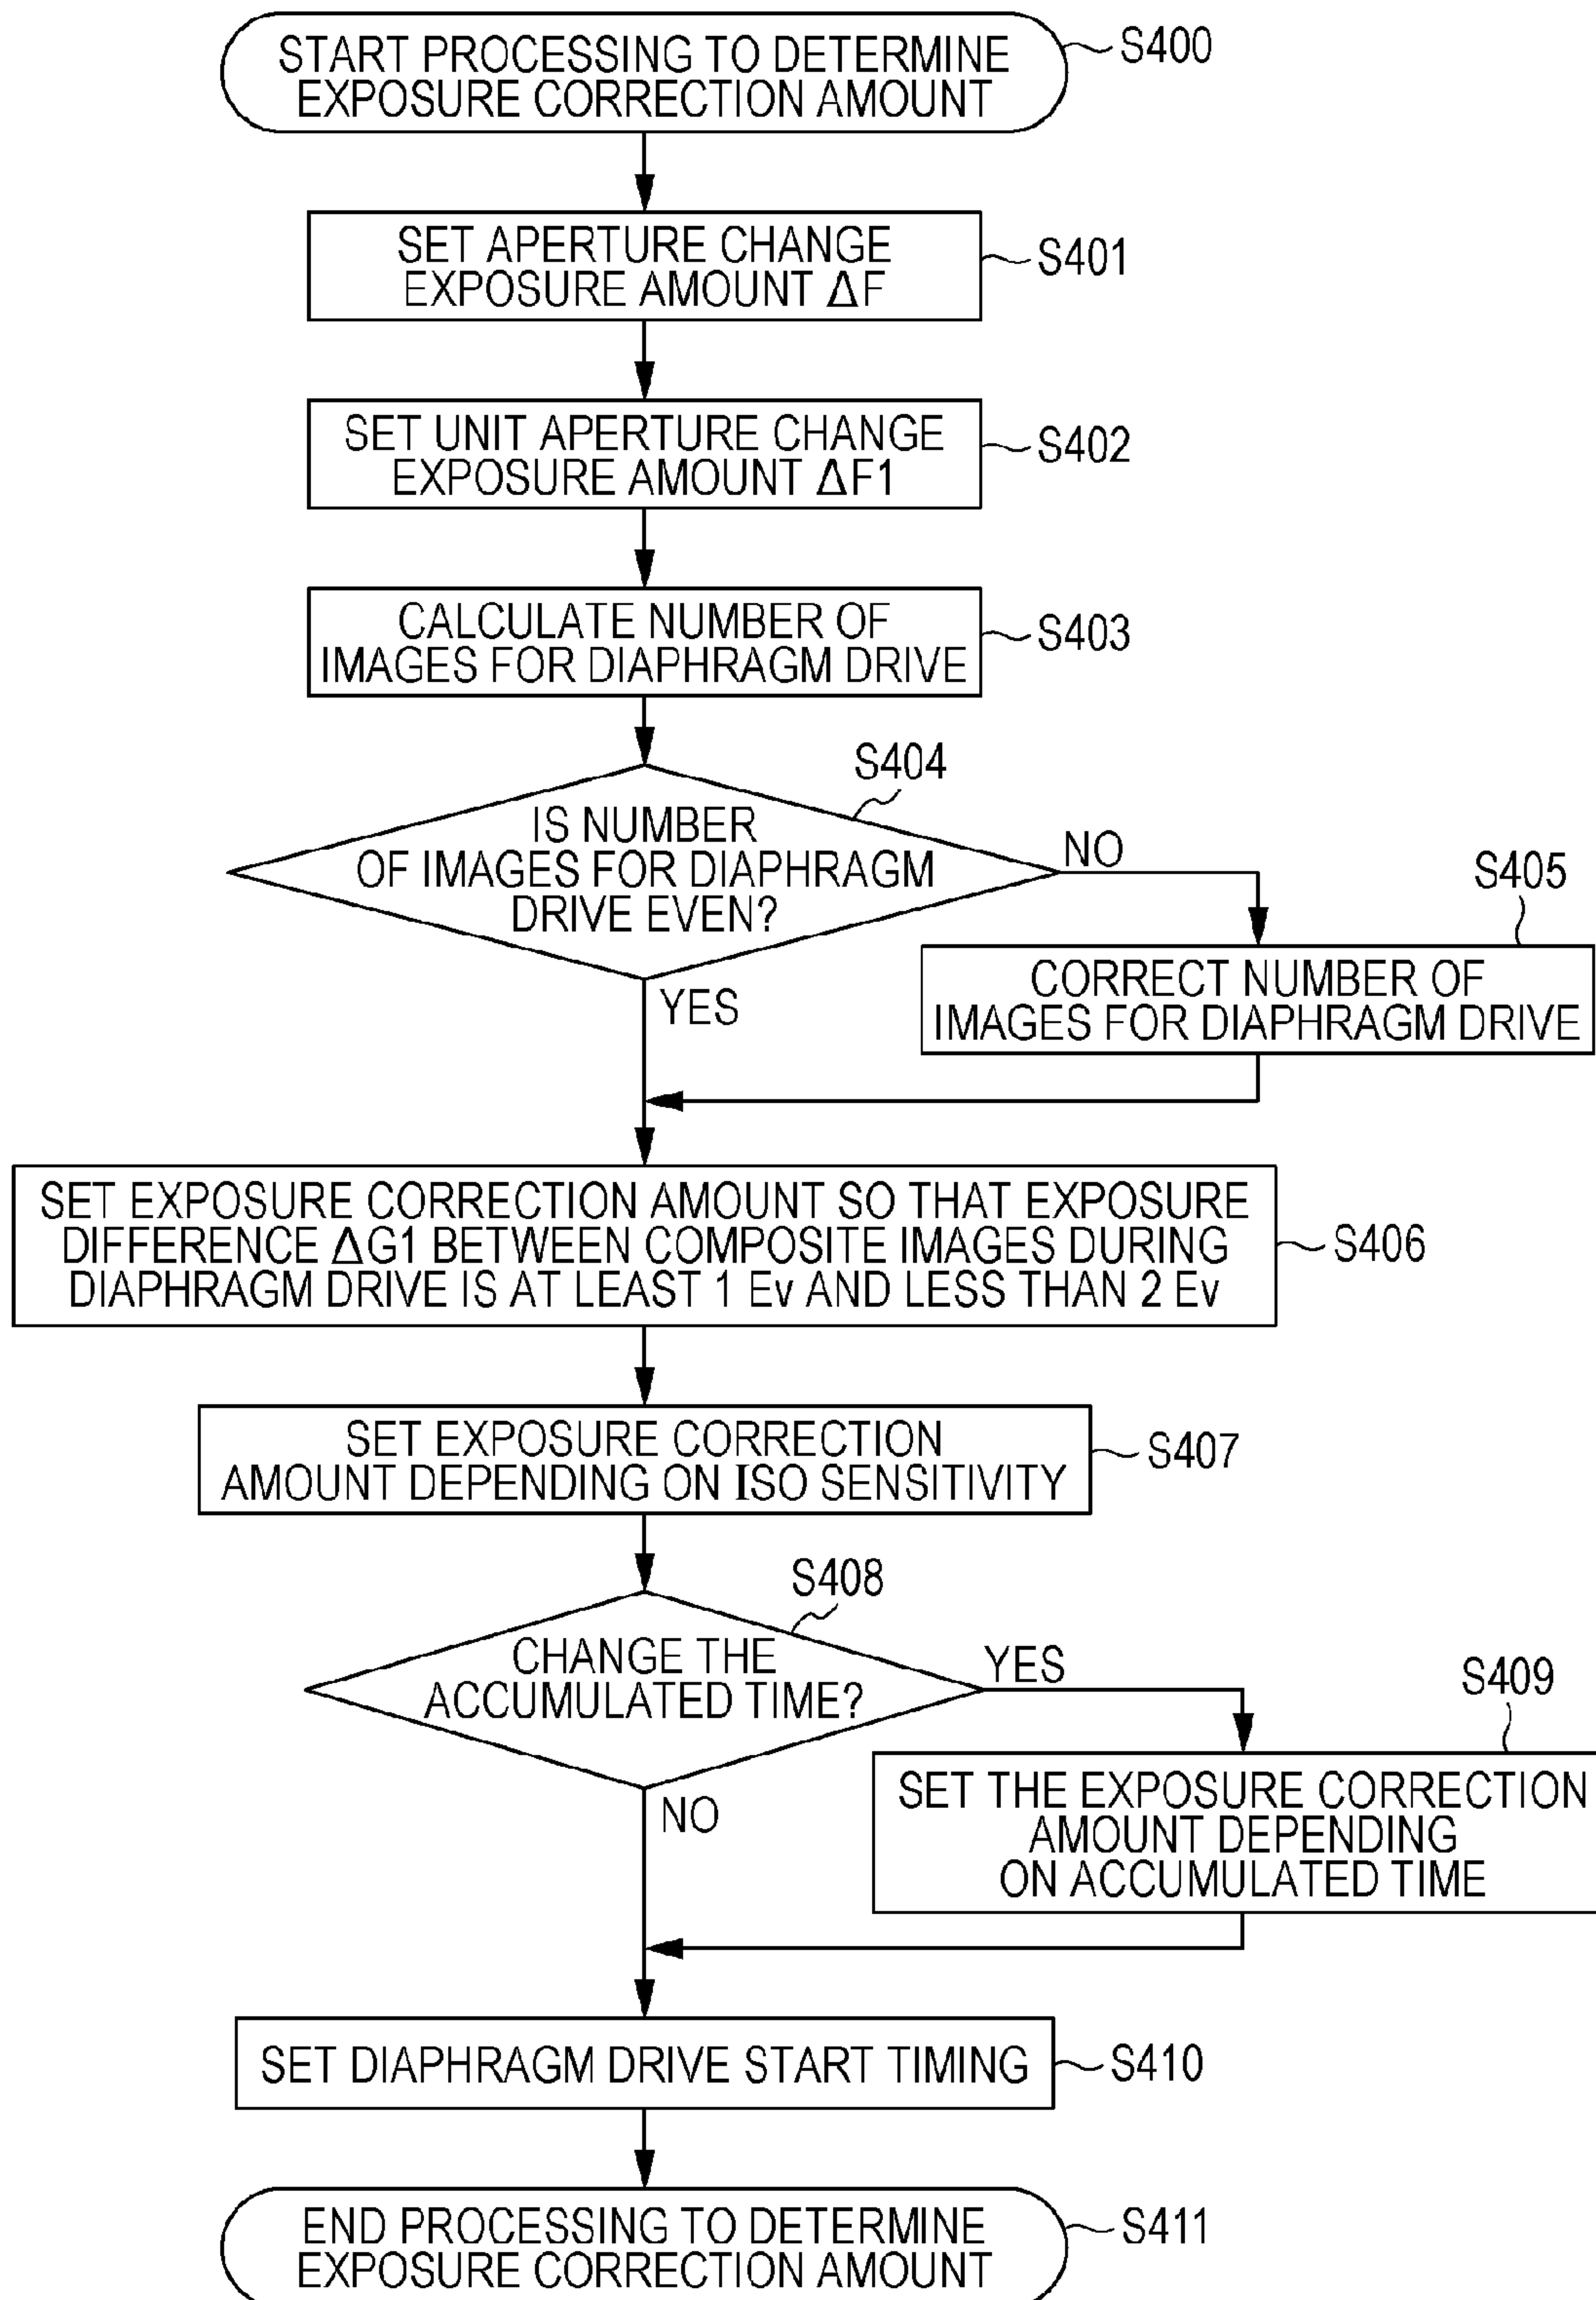 START PROCESSING TO DETERMINE
EXPOSURE CORRECTION AMOUNT
S400
SET APERTURE CHANGE
EXPOSURE AMOUNT ΔF
S401
SET UNIT APERTURE CHANGE
EXPOSURE AMOUNT ΔF1
S402
CALCULATE NUMBER OF
IMAGES FOR DIAPHRAGM DRIVE
S403
S404
IS NUMBER
OF IMAGES FOR DIAPHRAGM
DRIVE EVEN?
NO
YES
S405
CORRECT NUMBER OF
IMAGES FOR DIAPHRAGM DRIVE
SET EXPOSURE CORRECTION AMOUNT SO THAT EXPOSURE
DIFFERENCE ΔG1 BETWEEN COMPOSITE IMAGES DURING
DIAPHRAGM DRIVE IS AT LEAST 1 Ev AND LESS THAN 2 Ev
S406
SET EXPOSURE CORRECTION
AMOUNT DEPENDING ON ISO SENSITIVITY
S407
S408
CHANGE THE
ACCUMULATED TIME?
YES
NO
S409
SET THE EXPOSURE CORRECTION
AMOUNT DEPENDING
ON ACCUMULATED TIME
SET DIAPHRAGM DRIVE START TIMING
S410
END PROCESSING TO DETERMINE
EXPOSURE CORRECTION AMOUNT
S411